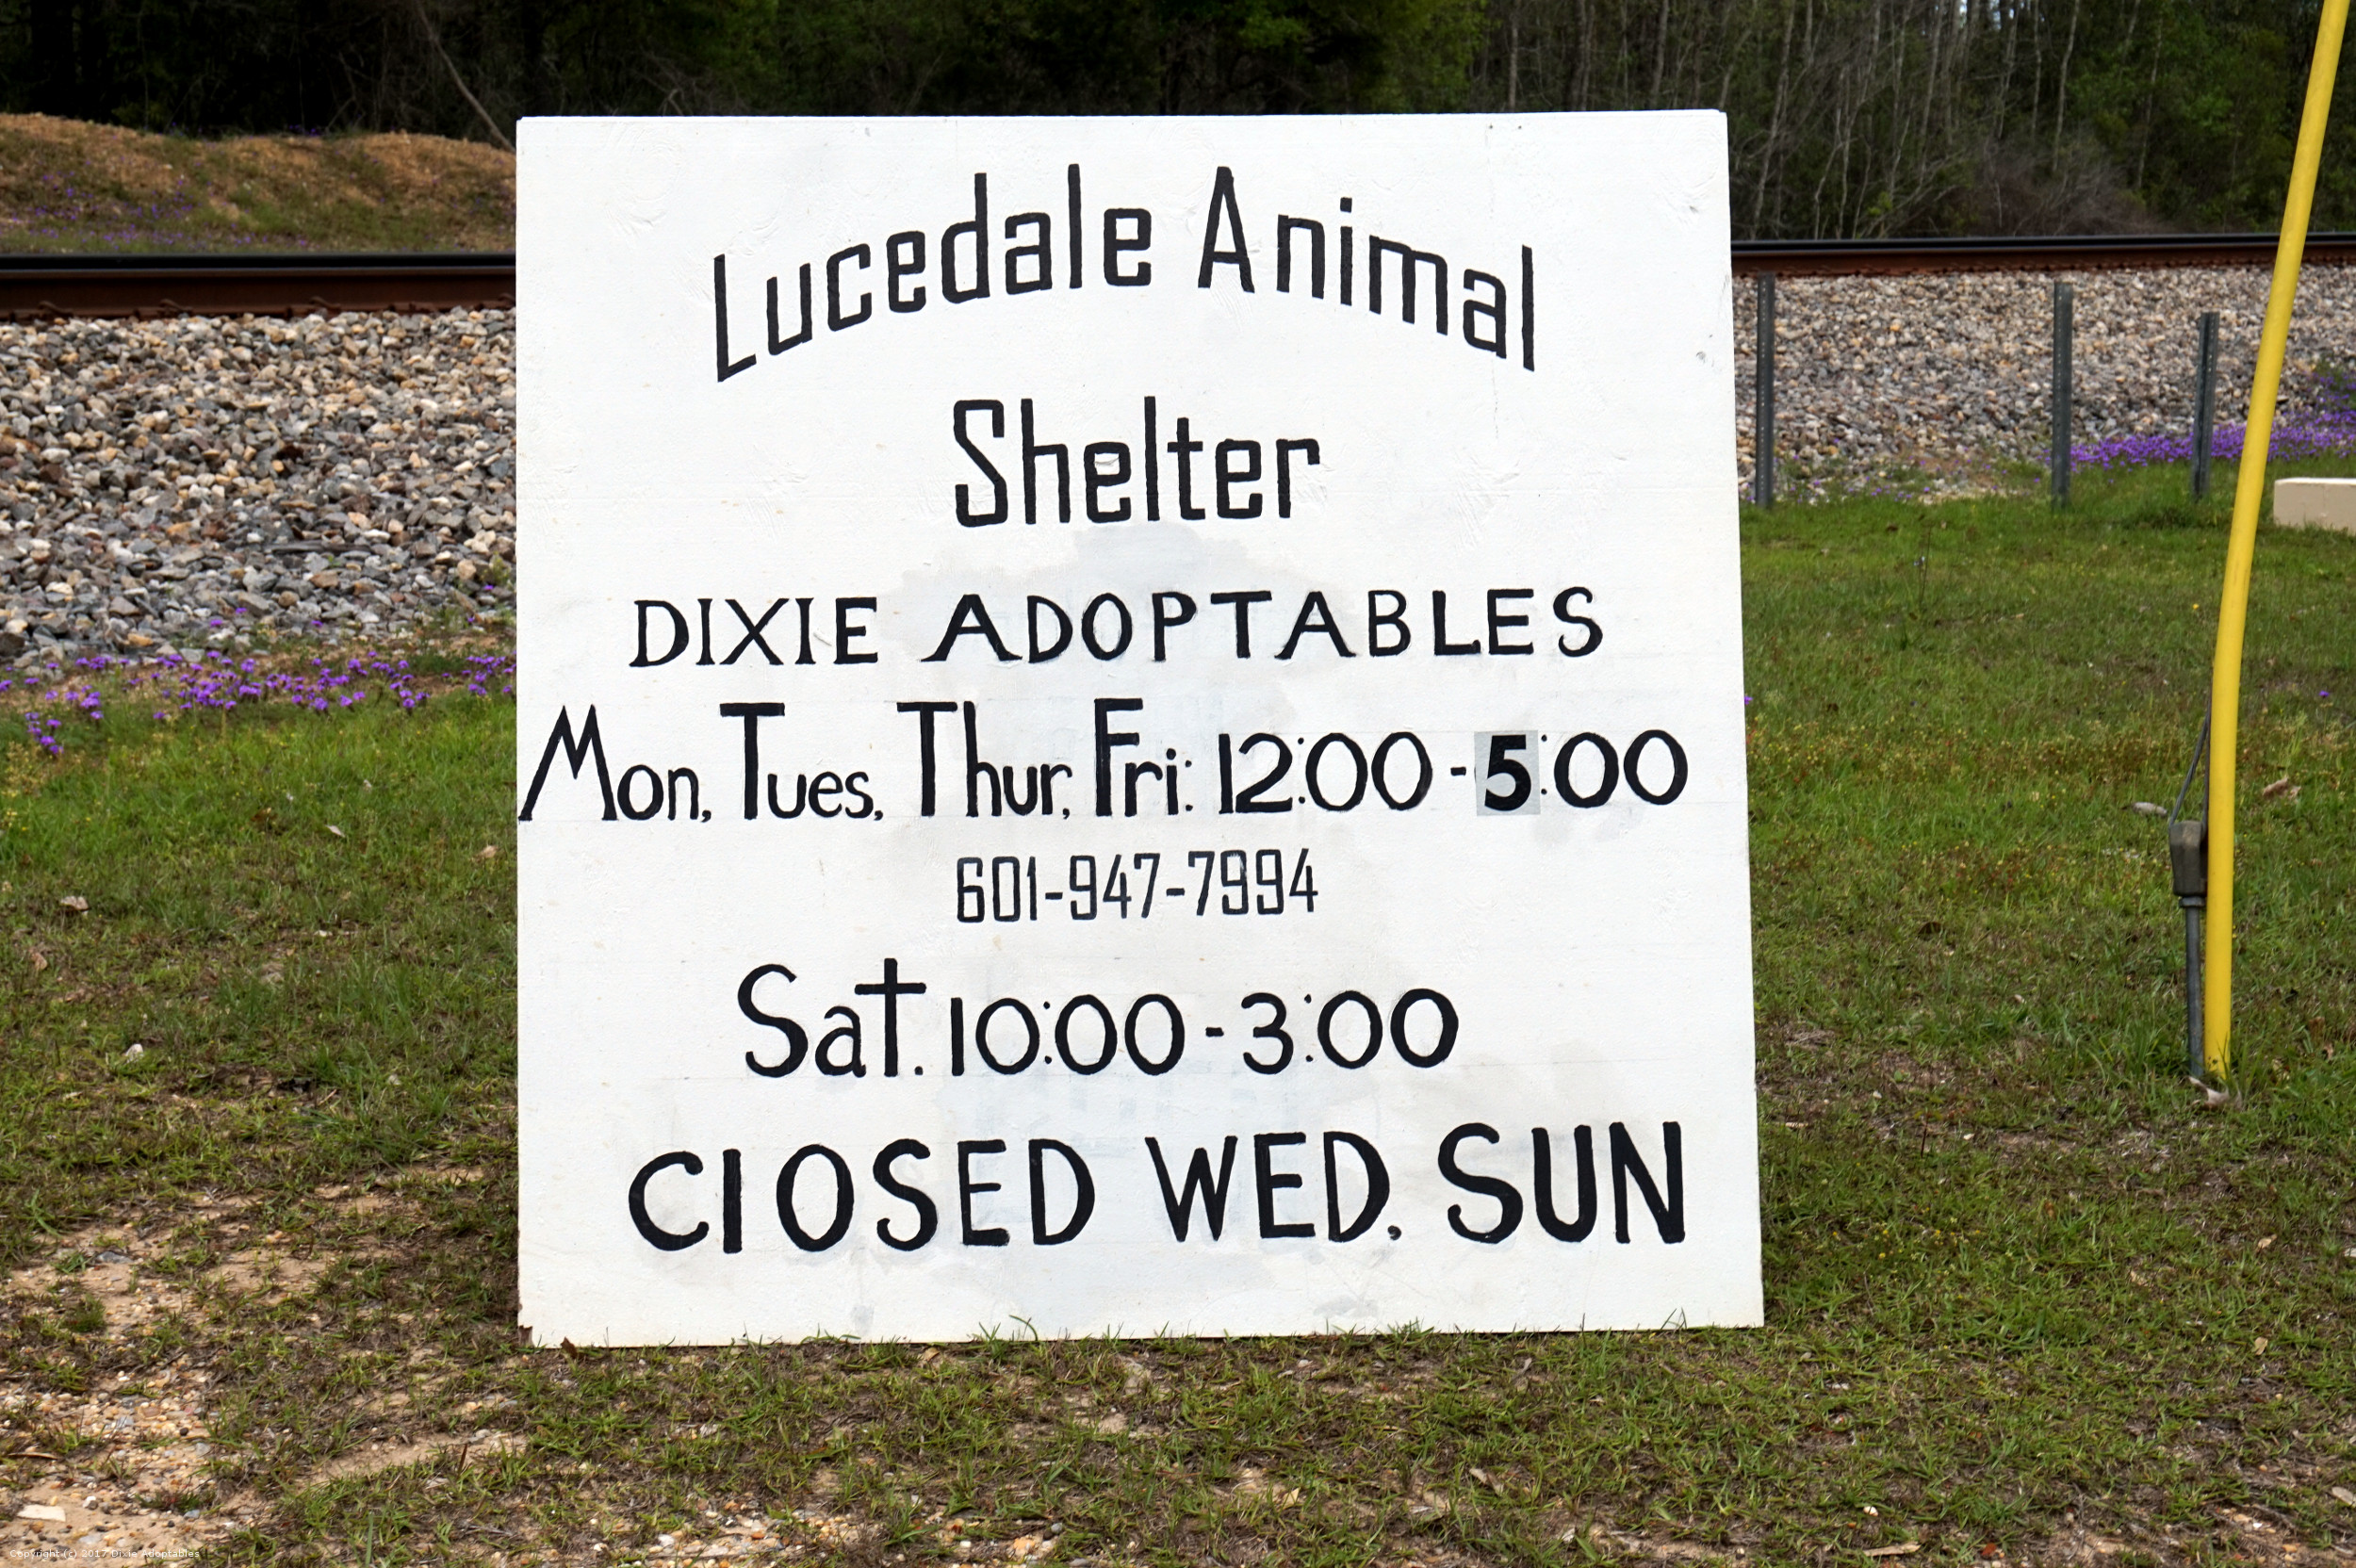 Lucedale Animal
Shelter
DIXIE ADOPTABLES
Mon, Tues, Thur, Fri: 12:00-5:00
601-947-7994
Sat. 10:00-3:00
ClOSED WED. SUN
Copyright (c) 2017 Dixie Adoptables